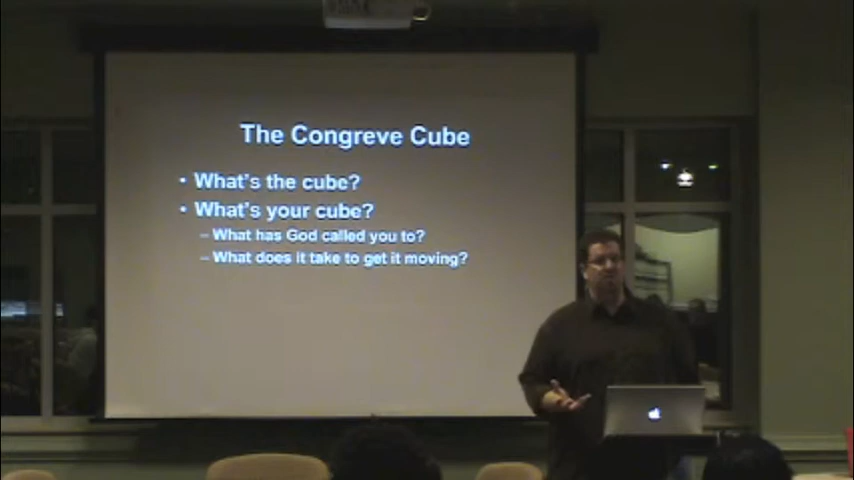 The Congreve Cube
• What's the cube?
• What's your cube?
– What has God called you to?
– What does it take to get it moving?